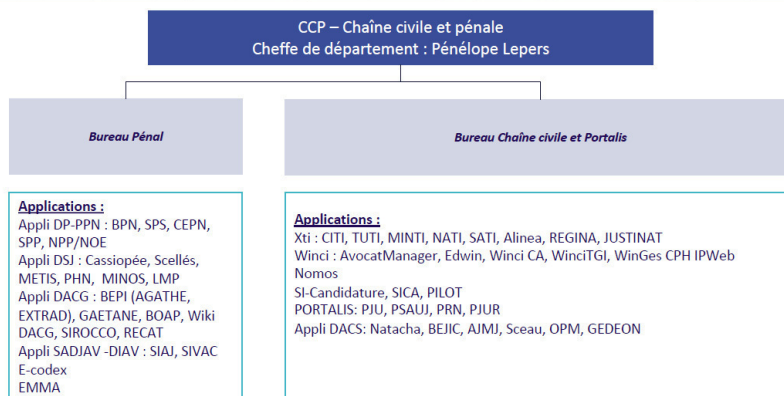 CCP – Chaîne civile et pénale
Cheffe de département : Pénélope Lepers
Bureau Pénal
Bureau Chaîne civile et Portalis
Applications :
Appli DP-PPN : BPN, SPS, CEPN,
SPP, NPP/NOE
Appli DSJ : Cassiopée, Scellés,
METIS, PHN, MINOS, LMP
Appli DACG : BEPI (AGATHE,
EXTRAD), GAETANE, BOAP, Wiki
DACG, SIROCCO, RECAT
Appli SADJAV -DIAV : SIAJ, SIVAC
E-codex
EMMA
Applications :
Xti : CITI, TUTI, MINTI, NATI, SATI, Alinea, REGINA, JUSTINAT
Winci : AvocatManager, Edwin, Winci CA, WinciTGI, WinGes CPH IPWeb
Nomos
SI-Candidature, SICA, PILOT
PORTALIS: PJU, PSAUJ, PRN, PJUR
Appli DACS: Natacha, BEJIC, AJMJ, Sceau, OPM, GEDEON